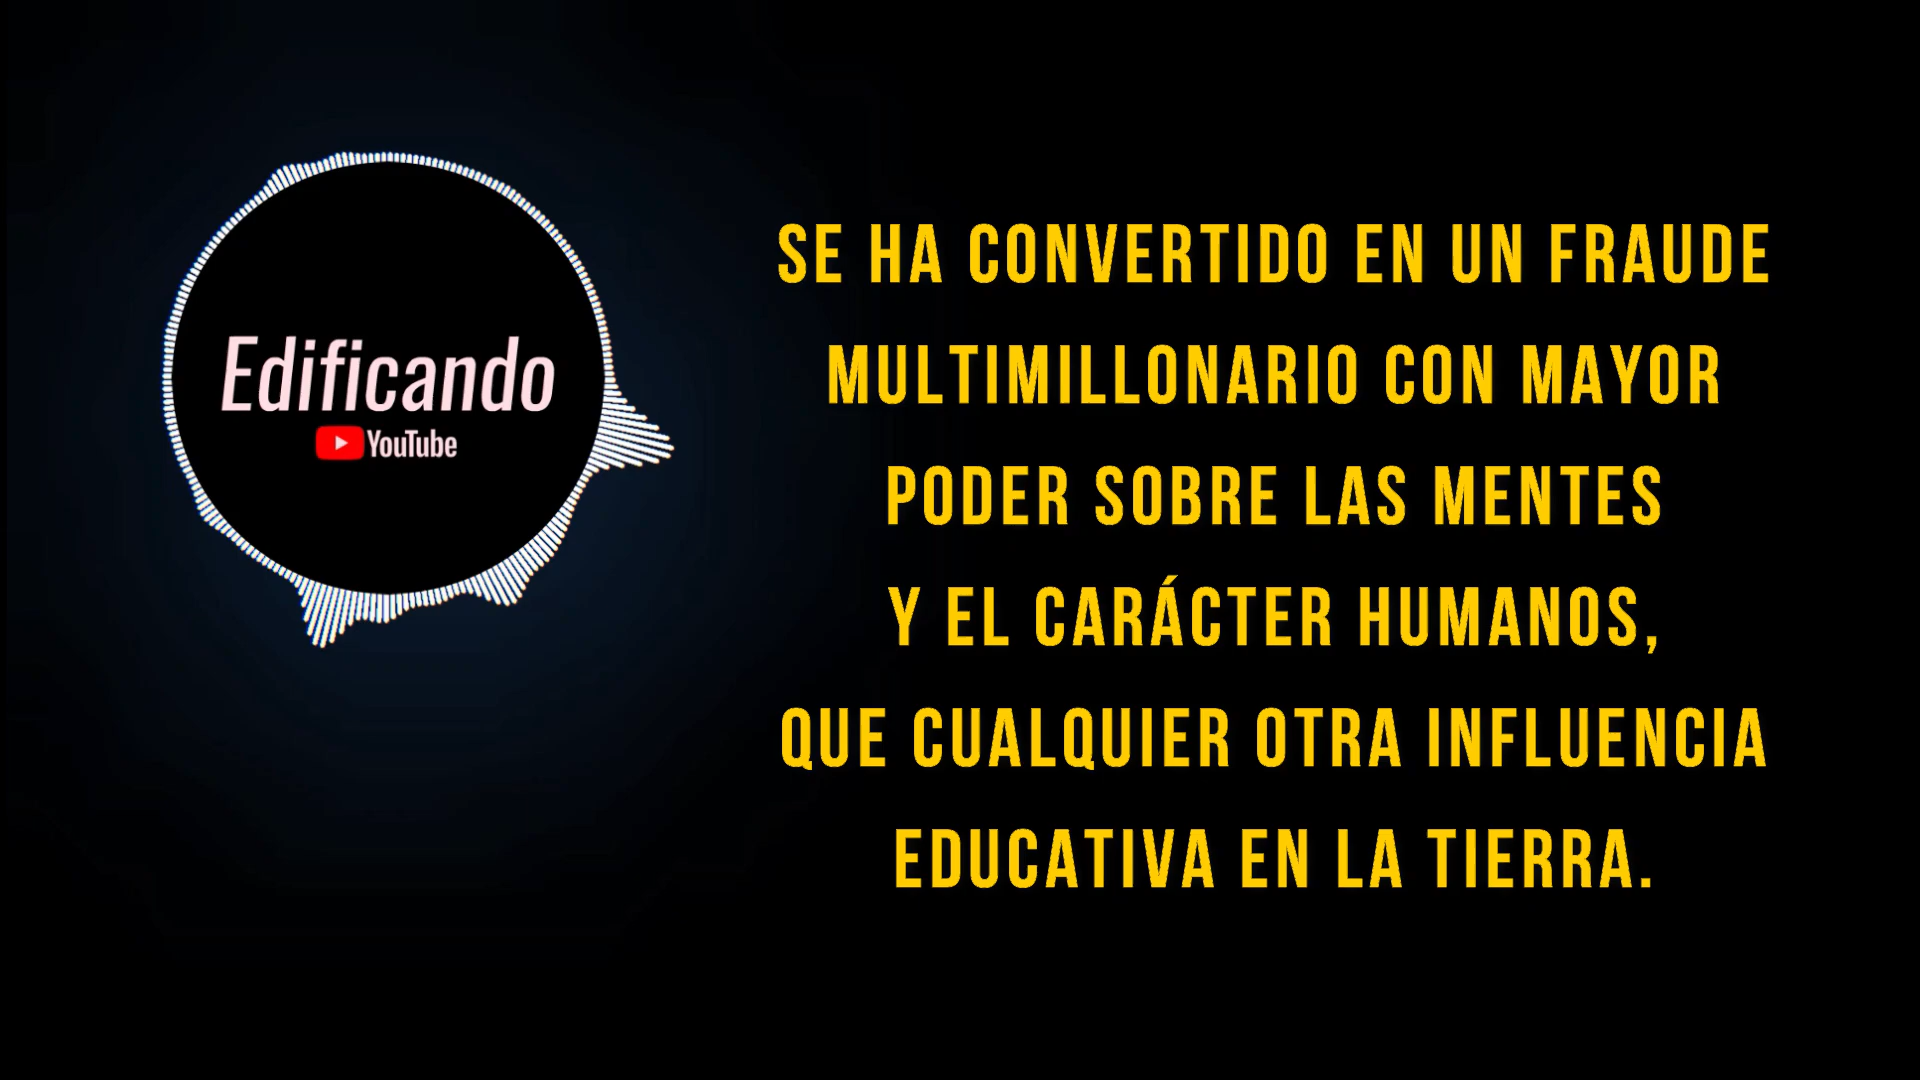 Edificando
YouTube
SE HA CONVERTIDO EN UN FRAUDE
MULTIMILLONARIO CON MAYOR
PODER SOBRE LAS MENTES
Y EL CARÁCTER HUMANOS,
QUE CUALQUIER OTRA INFLUENCIA
EDUCATIVA EN LA TIERRA.